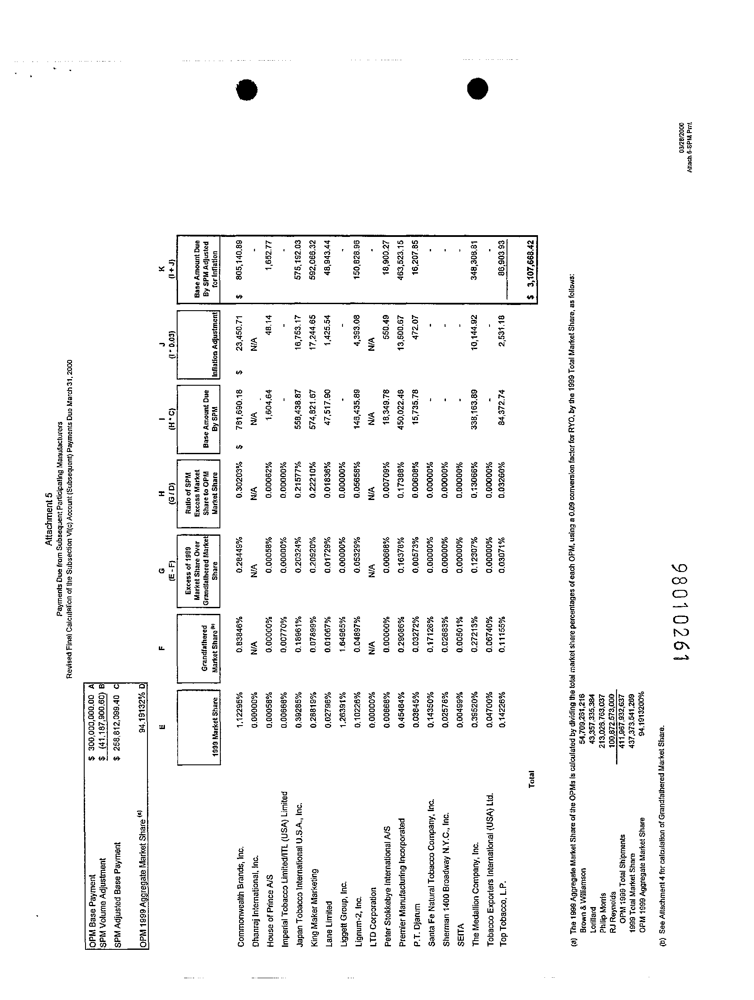 Attachment 5
Payments Due from Subsequent Participating Manufacturers
Revised Final Calculation of the Subsection VI(c) Account (Subsequent) Payments Due March 31, 2000
OPM Base Payment $ 300,000,000.00 A
SPM Volume Adjustment $ (41,187,900.60) B
SPM Adjusted Base Payment $ 258,812,099.40 C
OPM 1999 Aggregate Market Share (a) 94.19132% D
E F G H I J K
(E - F) (G / D) (H * C) (I * 0.03) (I + J)
1999 Market Share Grandfathered Market Share (b) Excess of 1999 Market Share Over Grandfathered Market Share Ratio of SPM Excess Market Share to OPM Market Share Base Amount Due By SPM Inflation Adjustment Base Amount Due By SPM Adjusted for Inflation
Commonwealth Brands, Inc. 1.12295% 0.83846% 0.28449% 0.30203% $ 781,690.18 $ 23,450.71 $ 805,140.89
Dhanraj International, Inc. 0.00000% N/A N/A N/A N/A N/A -
House of Prince A/S 0.00058% 0.00000% 0.00058% 0.00062% 1,604.64 48.14 1,652.77
Imperial Tobacco Limited/ITL (USA) Limited 0.00666% 0.00770% 0.00000% 0.00000% - - -
Japan Tobacco International U.S.A., Inc. 0.39285% 0.18961% 0.20324% 0.21577% 558,438.87 16,753.17 575,192.03
King Maker Marketing 0.28819% 0.07899% 0.20920% 0.22210% 574,821.67 17,244.65 592,066.32
Lane Limited 0.02796% 0.01067% 0.01729% 0.01836% 47,517.90 1,425.54 48,943.44
Liggett Group, Inc. 1.26391% 1.64965% 0.00000% 0.00000% - - -
Lignum-2, Inc. 0.10226% 0.04897% 0.05329% 0.05658% 146,435.89 4,393.08 150,828.96
LTD Corporation 0.00000% N/A N/A N/A N/A N/A -
Peter Stokkebye International A/S 0.00668% 0.00000% 0.00668% 0.00709% 18,349.78 550.49 18,900.27
Premier Manufacturing Incorporated 0.45464% 0.29086% 0.16378% 0.17388% 450,022.48 13,500.67 463,523.15
P.T. Djarum 0.03845% 0.03272% 0.00573% 0.00608% 15,735.78 472.07 16,207.85
Santa Fe Natural Tobacco Company, Inc. 0.14350% 0.17126% 0.00000% 0.00000% - - -
Sherman 1400 Broadway N.Y.C., Inc. 0.02576% 0.02683% 0.00000% 0.00000% - - -
SEITA 0.00499% 0.00501% 0.00000% 0.00000% - - -
The Medallion Company, Inc. 0.39520% 0.27213% 0.12307% 0.13066% 338,163.89 10,144.92 348,308.81
Tobacco Exporters International (USA) Ltd. 0.04700% 0.06740% 0.00000% 0.00000% - - -
Top Tobacco, L.P. 0.14226% 0.11155% 0.03071% 0.03260% 84,372.74 2,531.18 86,903.93
Total $ 3,107,668.42
(a) The 1999 Aggregate Market Share of the OPMs is calculated by dividing the total market share percentages of each OPM, using a 0.09 conversion factor for RYO, by the 1999 Total Market Share, as follows:
Brown & Williamson 54,709,261,216
Lorillard 43,357,335,384
Philip Morris 213,028,763,037
RJ Reynolds 100,872,573,000
OPM 1999 Total Shipments 411,967,932,637
1999 Total Market Share 437,373,541,269
OPM 1999 Aggregate Market Share 94.191320%
(b) See Attachment 4 for calculation of Grandfathered Market Share.
98010261
03/28/2000
Attach 5-SPM Pmt